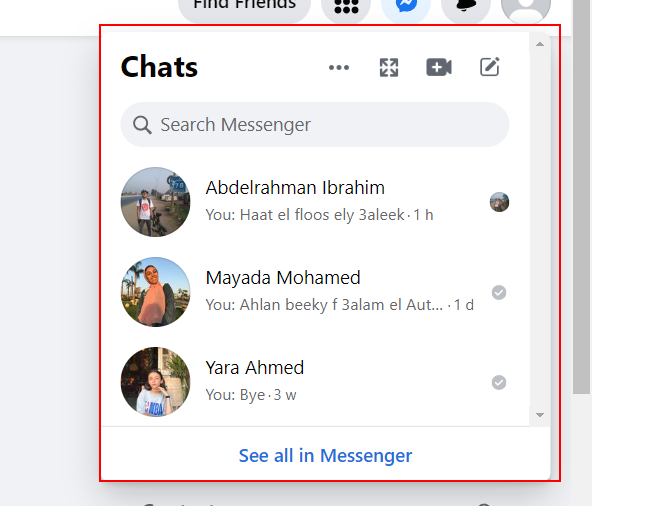 Find Friends
Chats
Search Messenger
Abdelrahman Ibrahim
You: Haat el floos ely 3aleek · 1 h
Mayada Mohamed
You: Ahlan beeky f 3alam el Aut... · 1 d
Yara Ahmed
You: Bye · 3 w
See all in Messenger